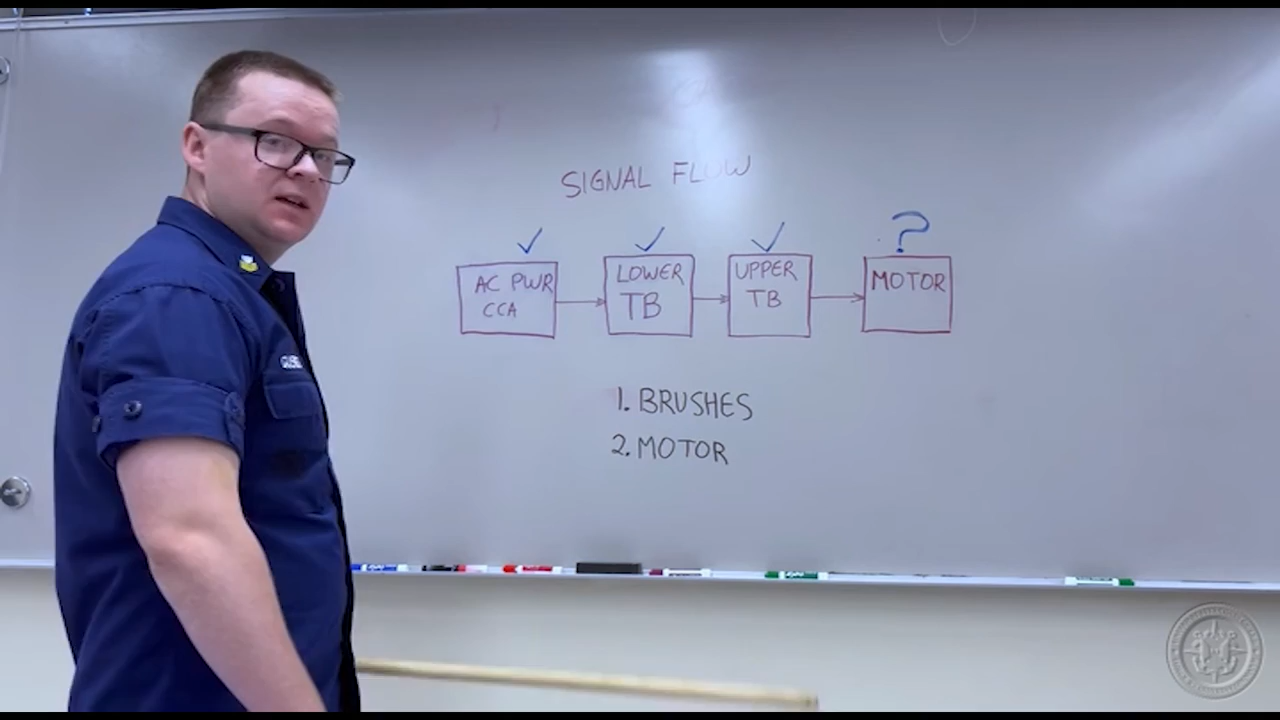 SIGNAL FLOW
AC PWR
CCA
LOWER
TB
UPPER
TB
?
MOTOR
1. BRUSHES
2. MOTOR